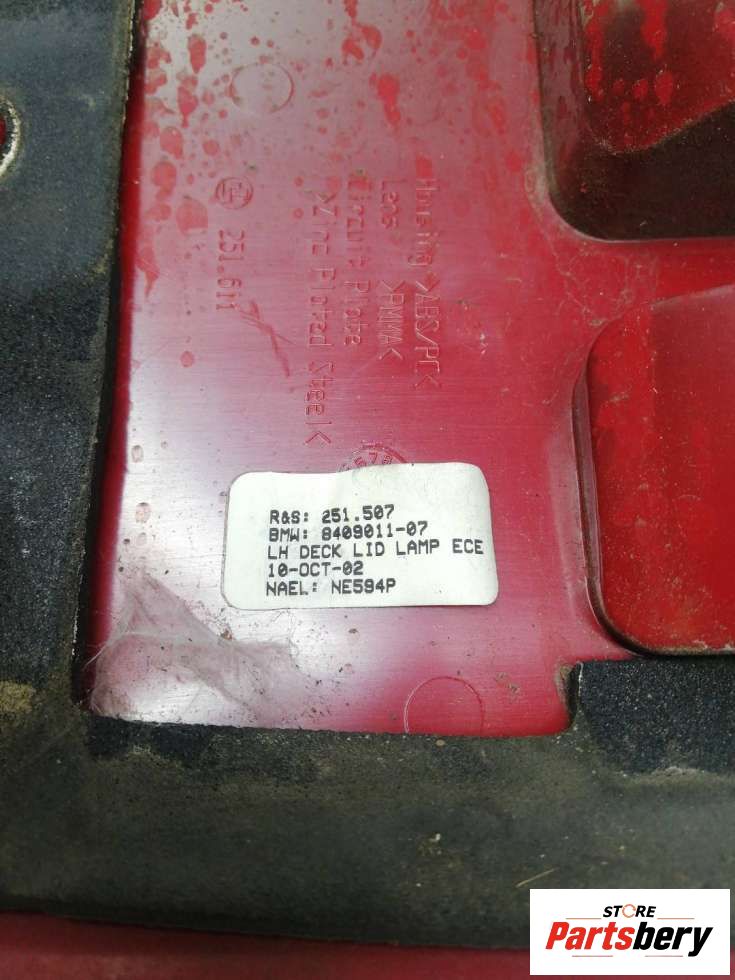 Housing >ABS/PC<
Lens >PMMA<
Circuit Plate
>Zinc Plated Steel<
251.611
R&S: 251.507
BMW: 8409011-07
LH DECK LID LAMP ECE
10-OCT-02
NAEL: NE594P
STORE
Partsbery